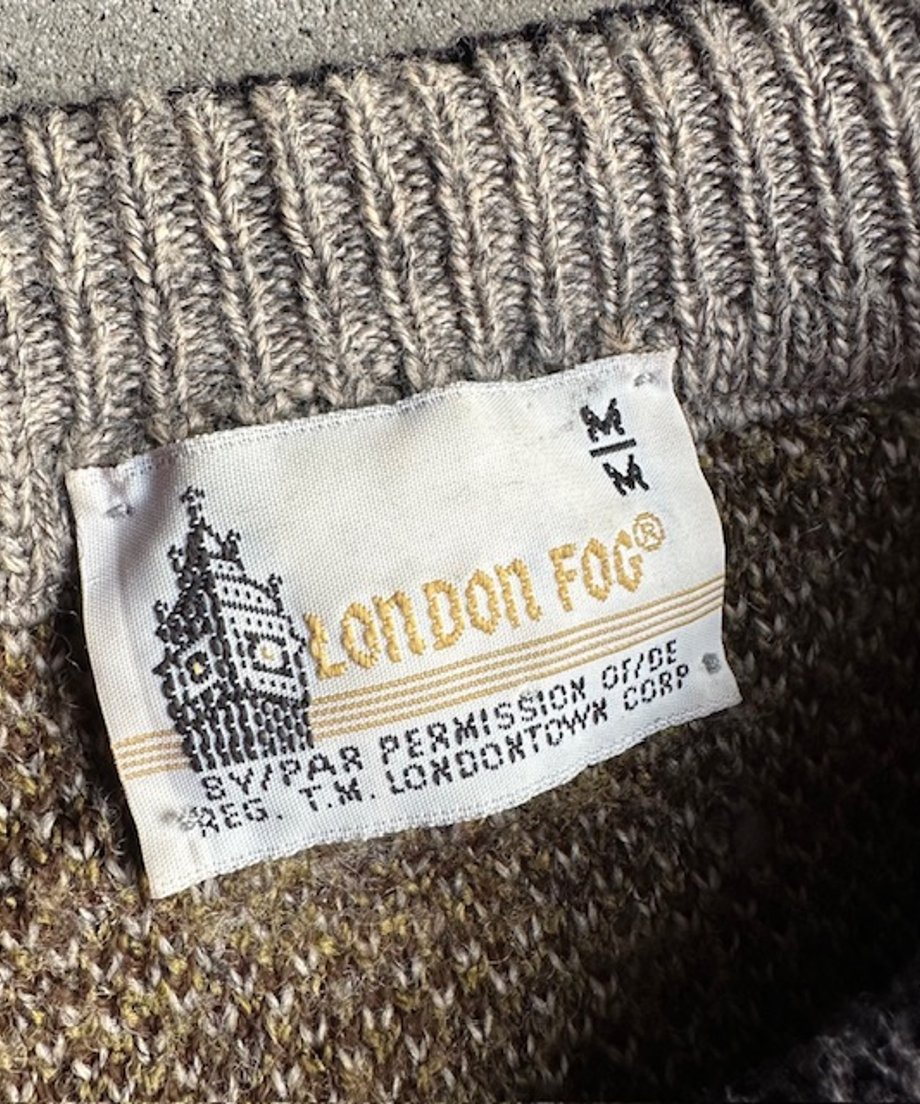 M
M
LONDON FOG®
BY/PAR PERMISSION OF/DE
REG. T.M. LONDONTOWN CORP